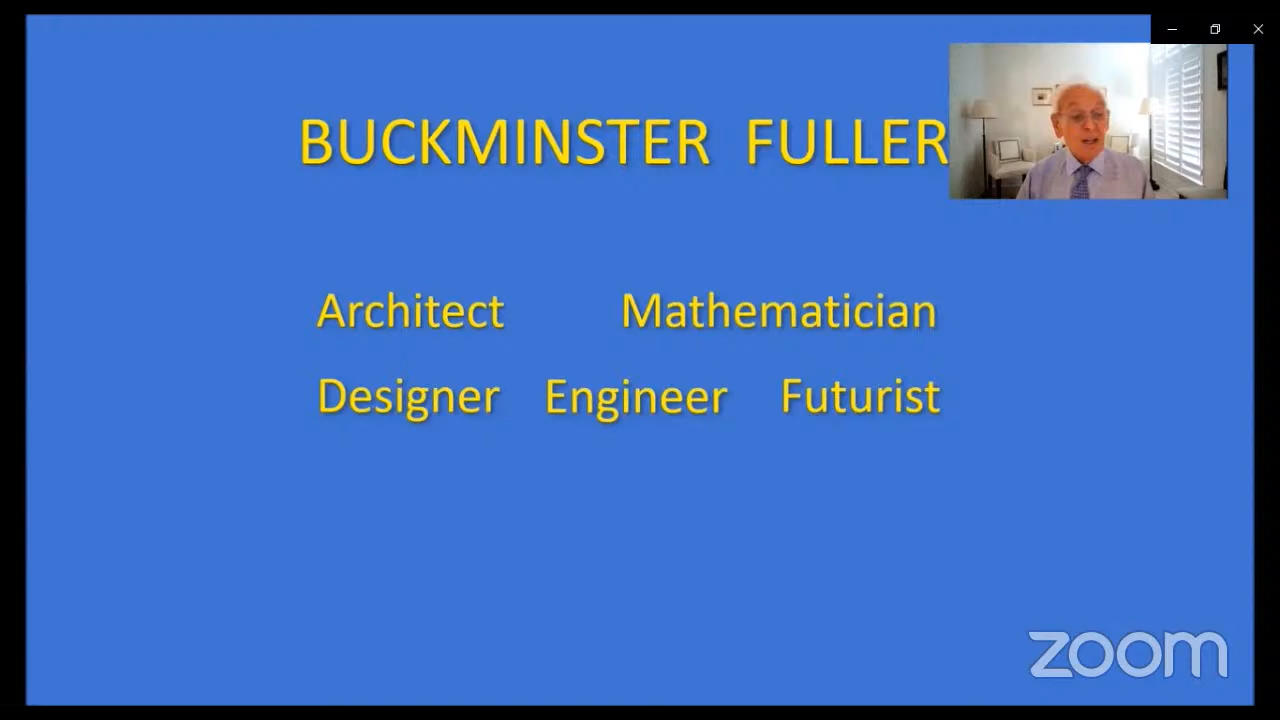 BUCKMINSTER FULLER
Architect Mathematician
Designer Engineer Futurist
zoom